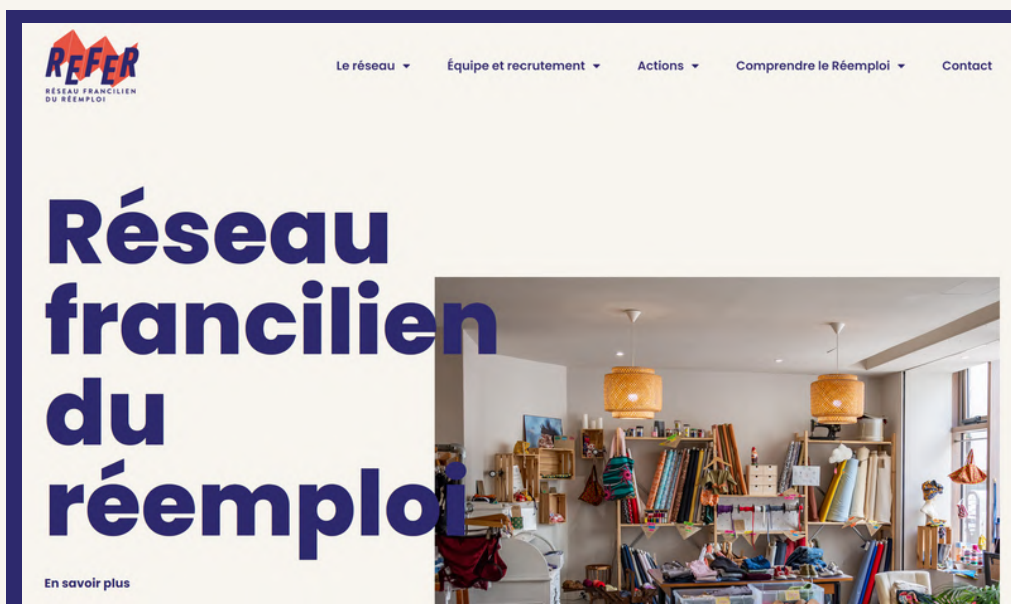 REFER
RÉSEAU FRANCILIEN
DU RÉEMPLOI
Le réseau
Équipe et recrutement
Actions
Comprendre le Réemploi
Contact
Réseau
francilien
du
réemploi
En savoir plus